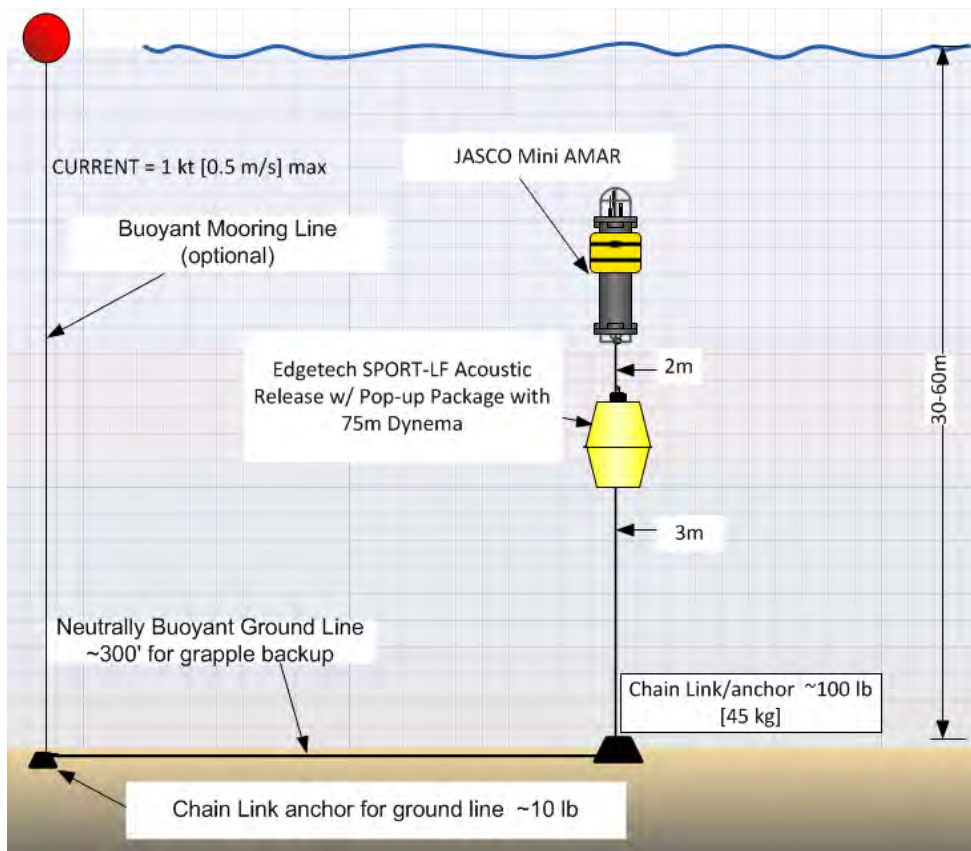 CURRENT = 1 kt [0.5 m/s] max
JASCO Mini AMAR
Buoyant Mooring Line
(optional)
Edgetech SPORT-LF Acoustic
Release w/ Pop-up Package with
75m Dynema
2m
30-60m
3m
Neutrally Buoyant Ground Line
~300' for grapple backup
Chain Link/anchor ~100 lb
[45 kg]
Chain Link anchor for ground line ~10 lb